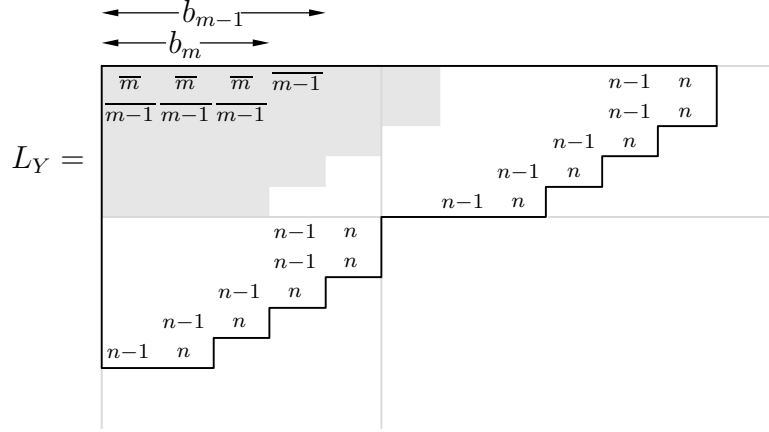 b_{m−1}
b_m
\overline{m} \overline{m} \overline{m} \overline{m−1} n−1 n
\overline{m−1} \overline{m−1} \overline{m−1} n−1 n
n−1 n
L_Y = n−1 n
n−1 n
n−1 n
n−1 n
n−1 n
n−1 n
n−1 n